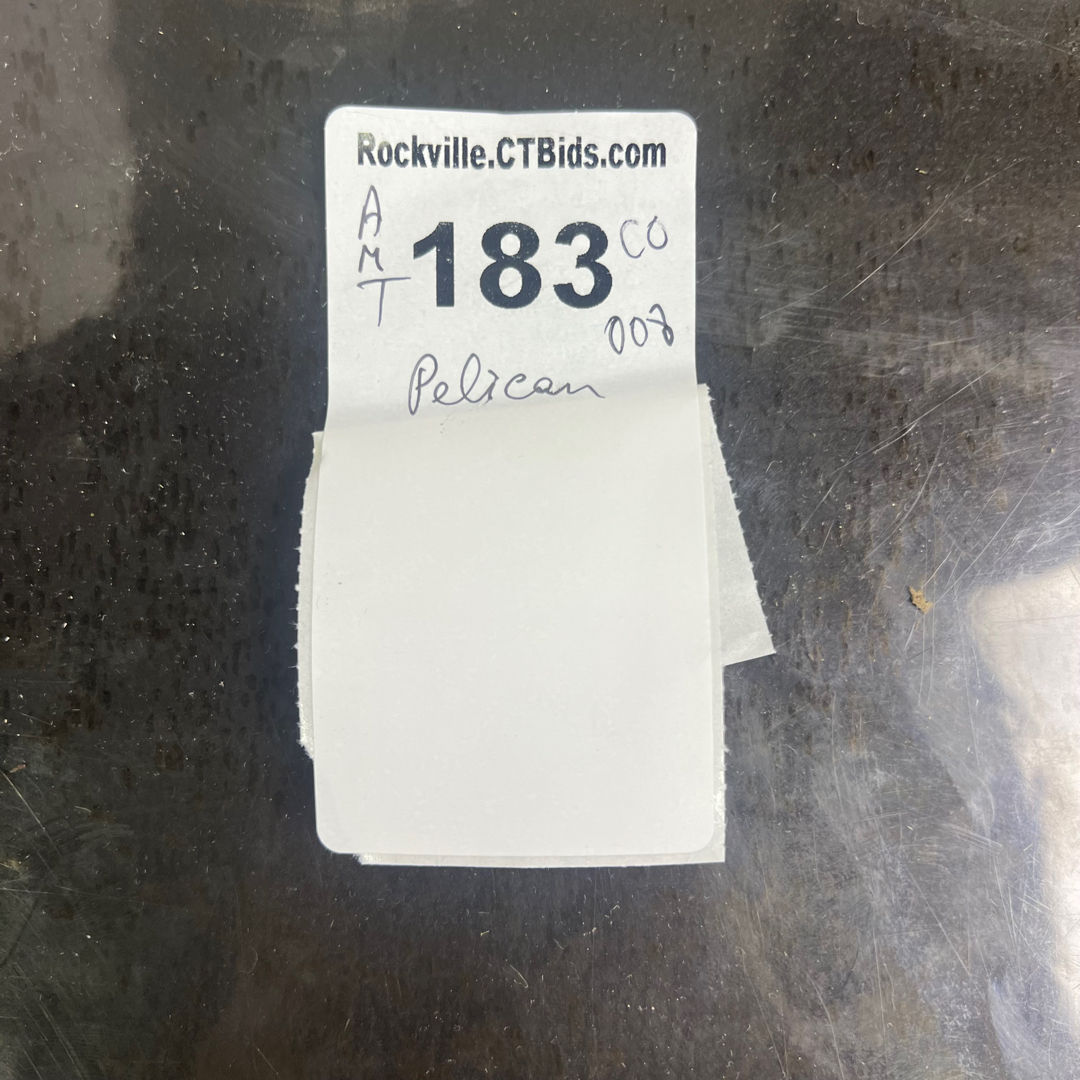 Rockville.CTBids.com
AMT 183 CO
008
Pelican